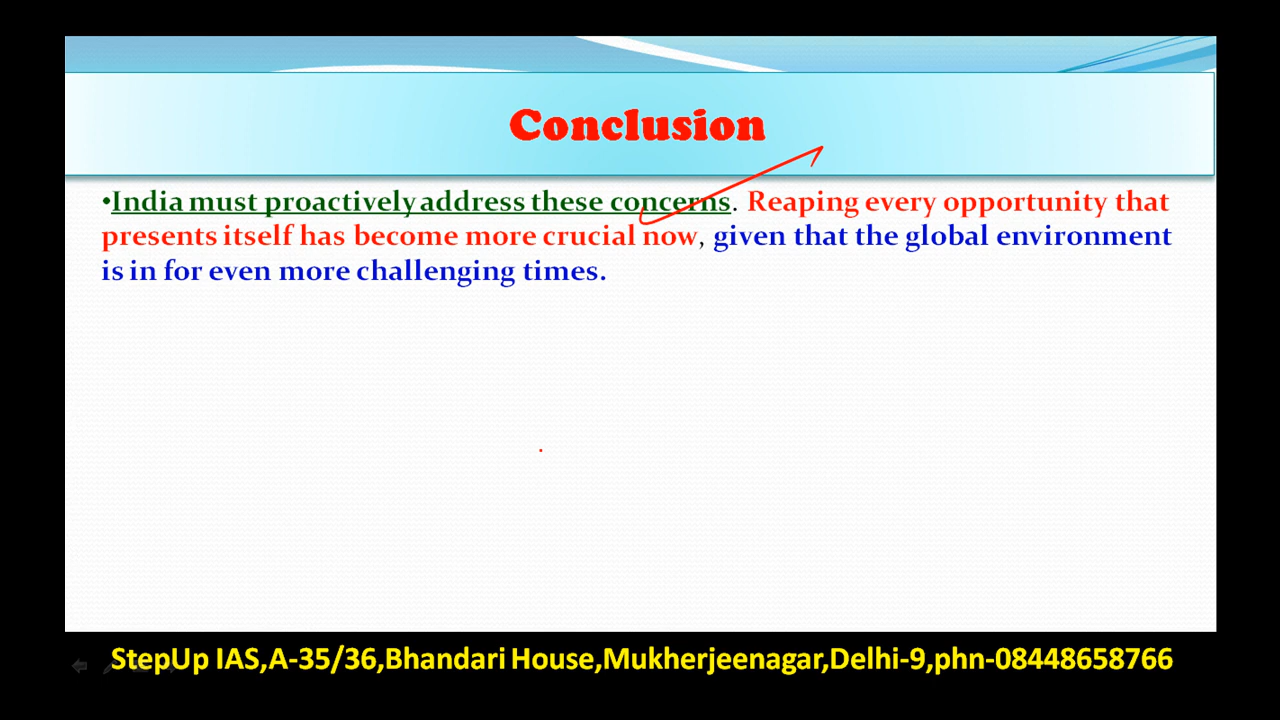 Conclusion
•India must proactively address these concerns. Reaping every opportunity that
presents itself has become more crucial now, given that the global environment
is in for even more challenging times.
StepUp IAS,A-35/36,Bhandari House,Mukherjeenagar,Delhi-9,phn-08448658766